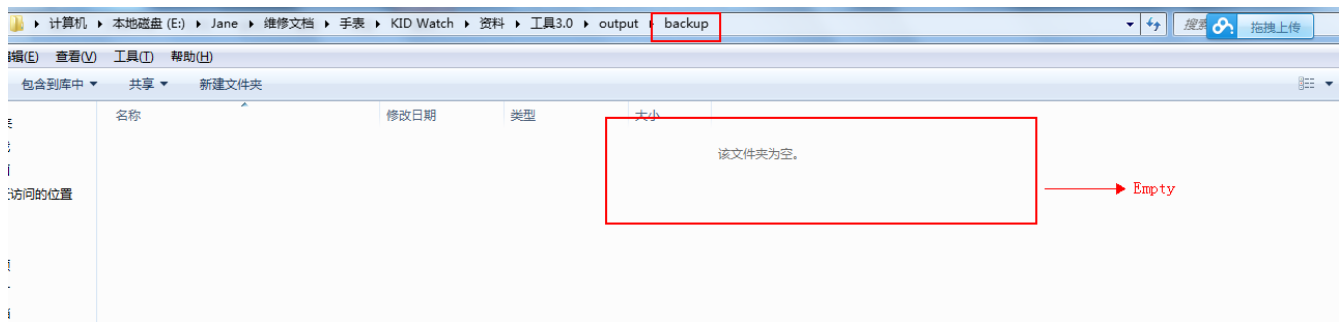 计算机 本地磁盘 (E:) Jane 维修文档 手表 KID Watch 资料 工具3.0 output backup 拖拽上传
编辑(E) 查看(V) 工具(T) 帮助(H)
包含到库中 共享 新建文件夹
名称 修改日期 类型 大小
该文件夹为空。
访问的位置
Empty